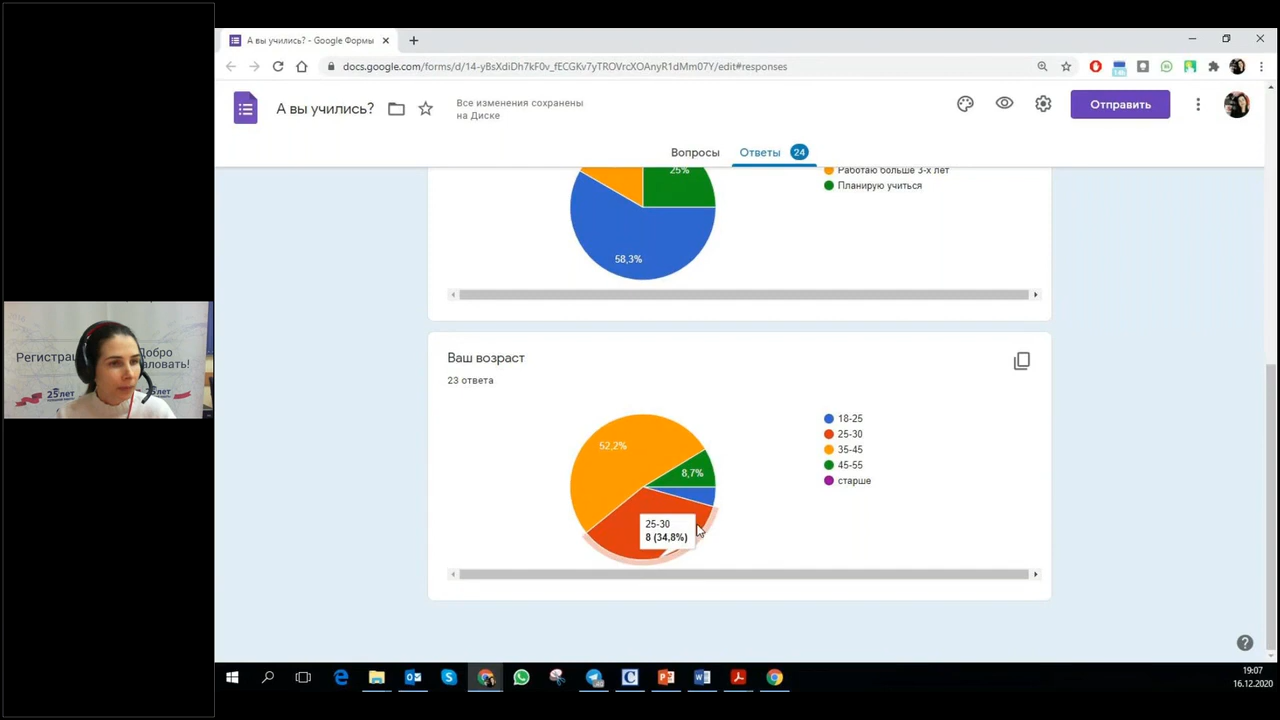 А вы учились? - Google Формы
docs.google.com/forms/d/14-yBsXdiDh7kF0v_fECGKv7yTROVrcXOAnyR1dMm07Y/edit#responses
А вы учились?
Все изменения сохранены
на Диске
Отправить
Вопросы
Ответы 24
25%
Работаю больше 3-х лет
Планирую учиться
58,3%
Ваш возраст
23 ответа
52,2%
8,7%
25-30
8 (34,8%)
18-25
25-30
35-45
45-55
старше
Добро
25 лет
19:07
16.12.2020